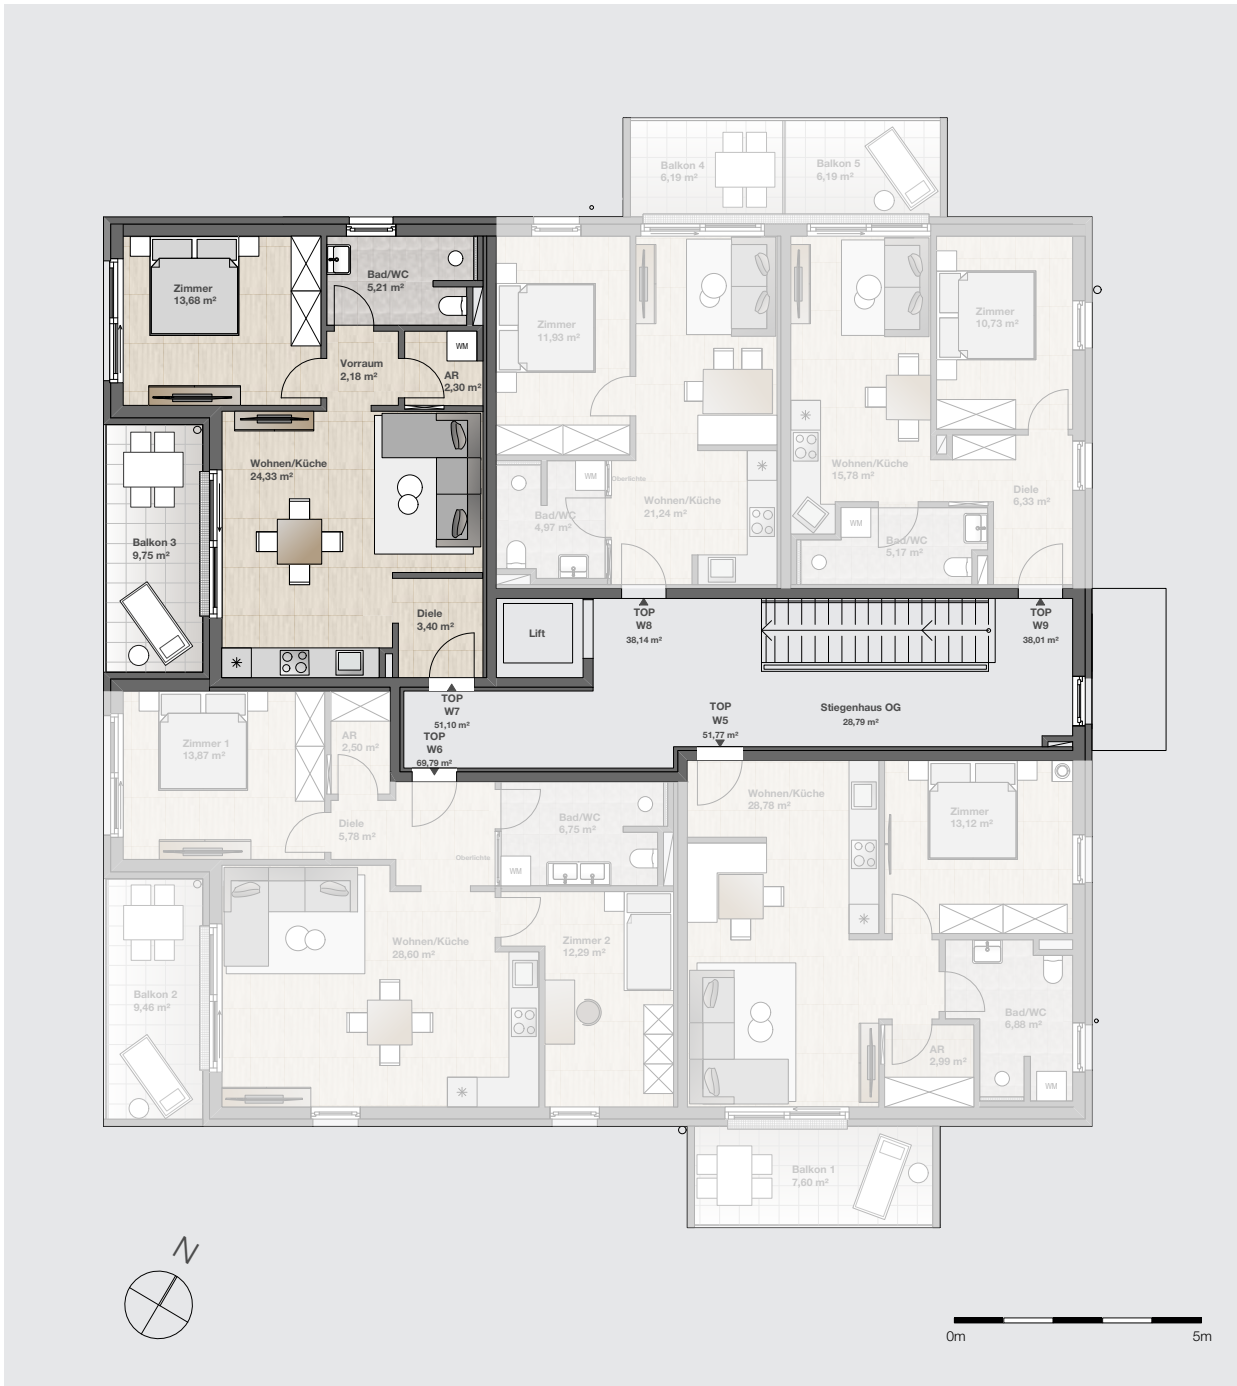 Balkon 4
6,19 m²
Balkon 5
6,19 m²
Zimmer
13,68 m²
Bad/WC
5,21 m²
Vorraum
2,18 m²
WM
AR
2,30 m²
Wohnen/Küche
24,33 m²
Balkon 3
9,75 m²
Diele
3,40 m²
Zimmer
11,93 m²
WM
Oberlichte
Bad/WC
4,97 m²
Wohnen/Küche
21,24 m²
Wohnen/Küche
15,78 m²
Zimmer
10,73 m²
Diele
6,33 m²
WM
Bad/WC
5,17 m²
Lift
TOP
W8
38,14 m²
TOP
W9
38,01 m²
TOP
W7
51,10 m²
TOP
W6
69,79 m²
TOP
W5
51,77 m²
Stiegenhaus OG
28,79 m²
Zimmer 1
13,87 m²
AR
2,50 m²
Diele
5,78 m²
Oberlichte
Bad/WC
6,75 m²
WM
Wohnen/Küche
28,78 m²
Zimmer
13,12 m²
Balkon 2
9,46 m²
Wohnen/Küche
28,60 m²
Zimmer 2
12,29 m²
Bad/WC
6,88 m²
AR
2,99 m²
WM
Balkon 1
7,60 m²
N
0m
5m